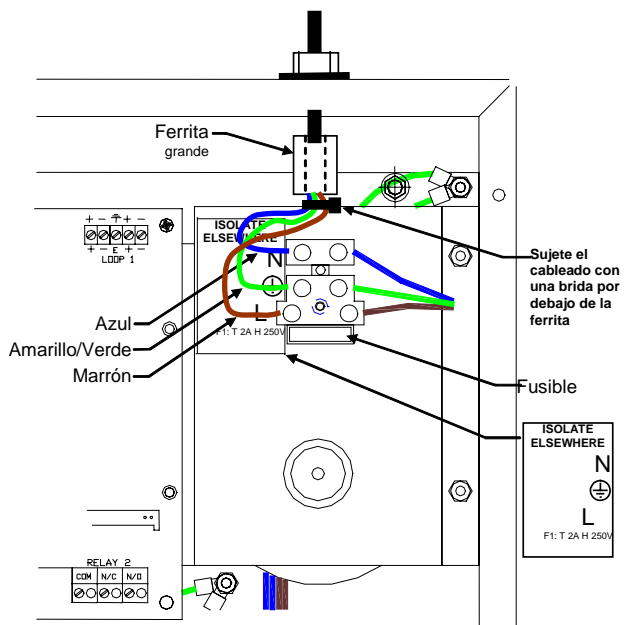 Ferrita
grande
+ - + -
E
LOOP 1
ISOLATE
ELSEWHERE
N
L
F1: T 2A H 250V
Sujete el
cableado con
una brida por
debajo de la
ferrita
Azul
Amarillo/Verde
Marrón
Fusible
ISOLATE
ELSEWHERE
N
L
F1: T 2A H 250V
RELAY 2
COM N/C N/O